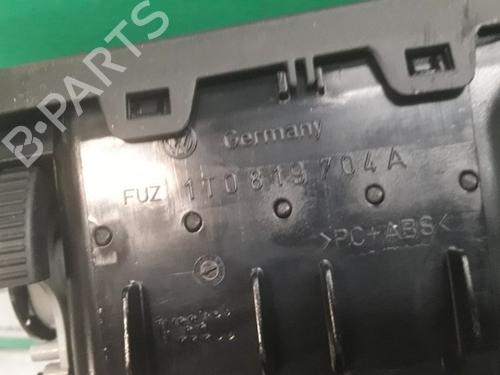 B-PARTS
Germany
FUZ 1T0 819 704 A
>PC+ABS<